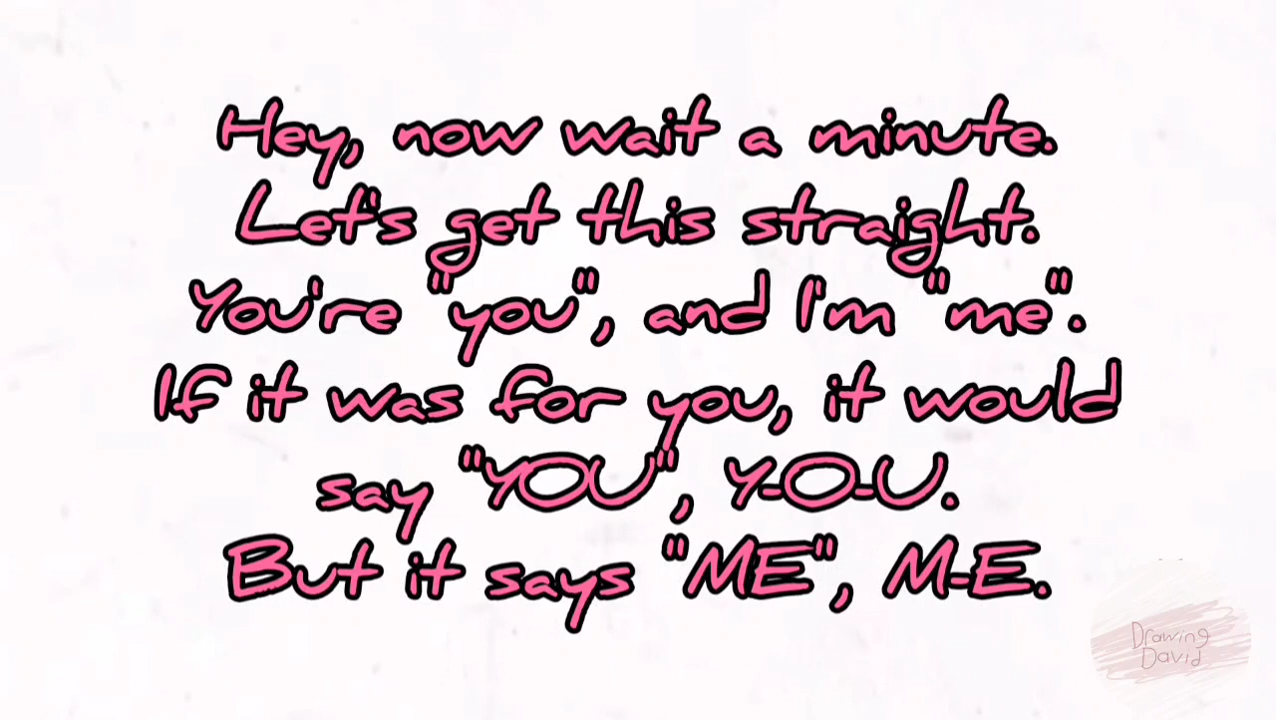 Hey, now wait a minute.
Let's get this straight.
You're "you", and I'm "me".
If it was for you, it would
say "YOU", Y-O-U.
But it says "ME", M-E.
Drawing
David